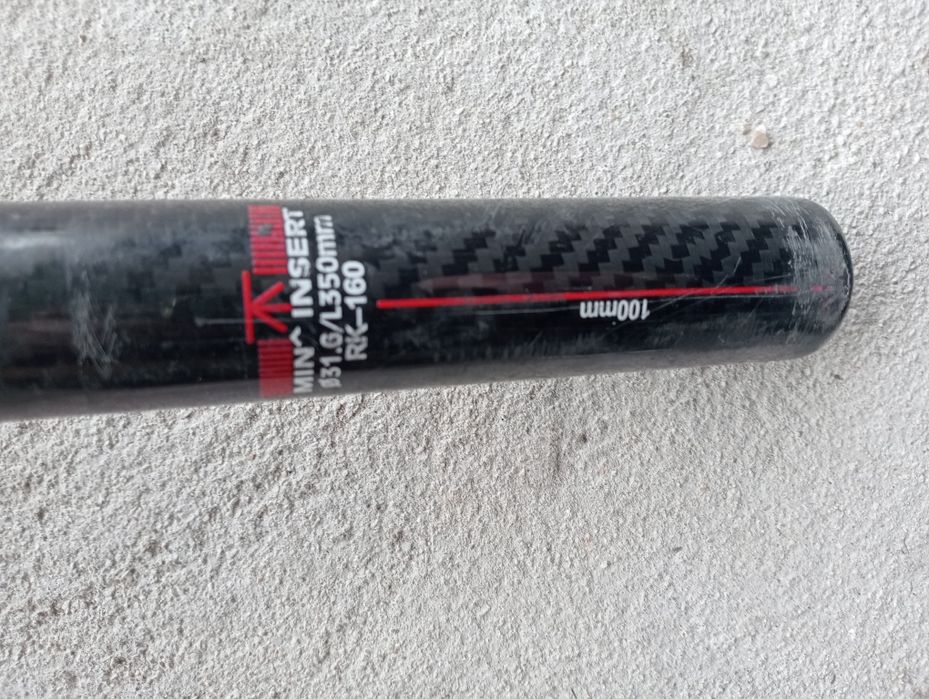 MIN^ INSERT
Ø31.6/L350mm
RK-160
100mm